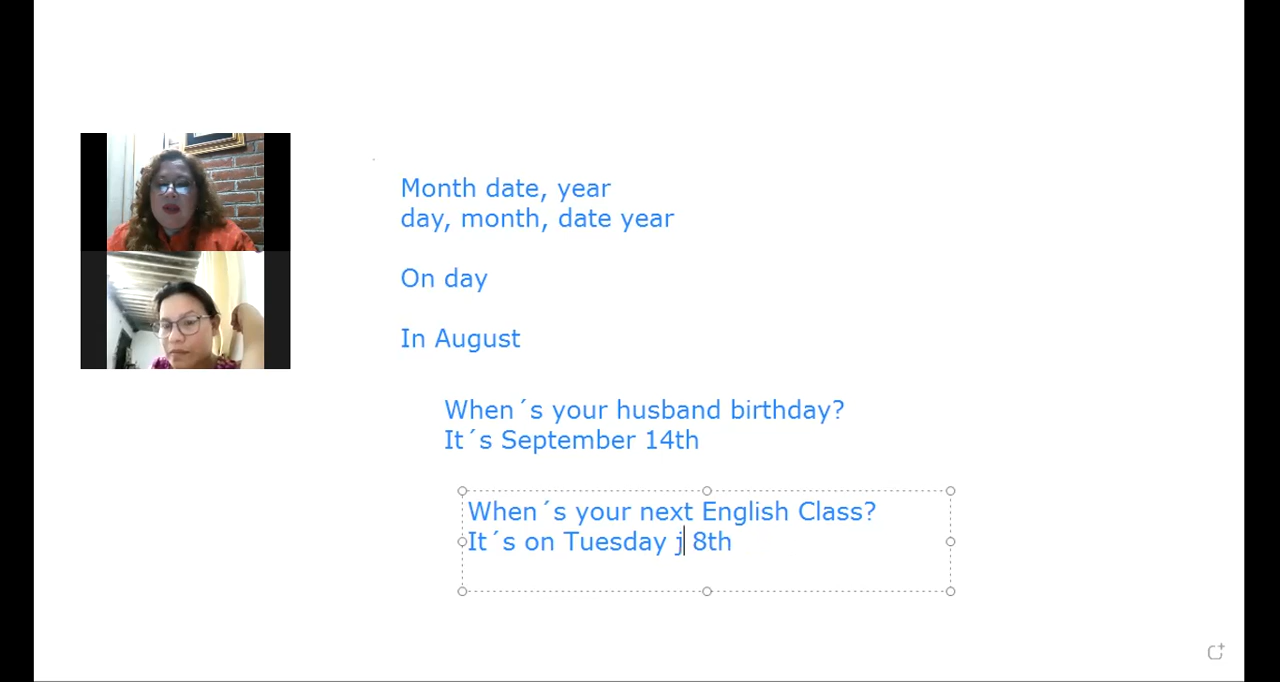 Month date, year
day, month, date year
On day
In August
When´s your husband birthday?
It´s September 14th
When´s your next English Class?
It´s on Tuesday j 8th